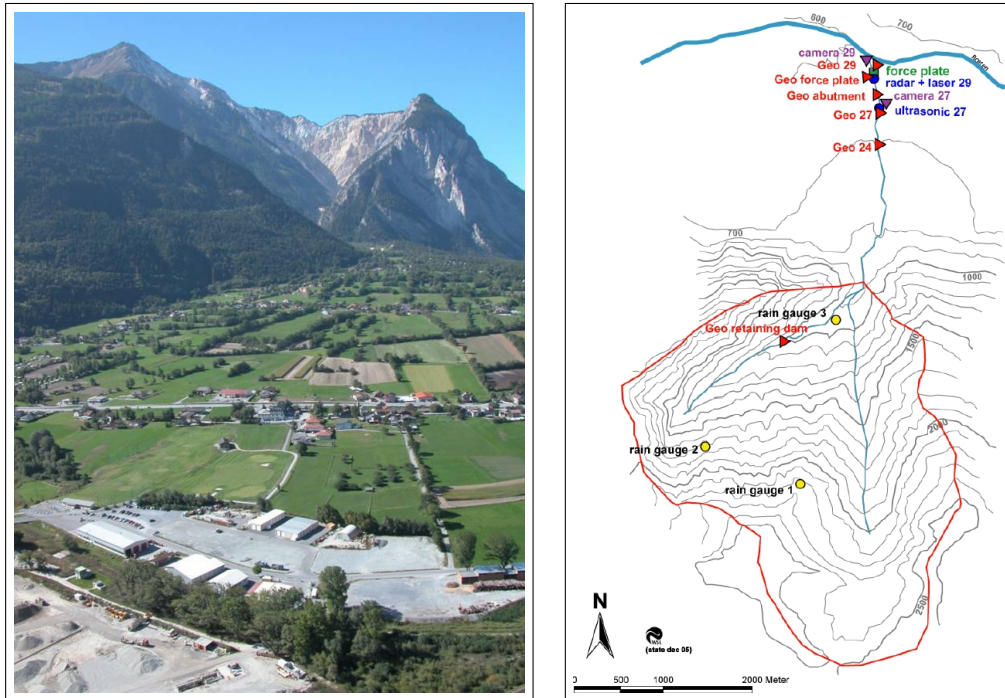 600
700
camera 29
Geo 29
force plate
Geo force plate
radar + laser 29
Geo abutment
camera 27
Geo 27
ultrasonic 27
Geo 24
700
1000
rain gauge 3
Geo retaining dam
1500
2000
rain gauge 2
rain gauge 1
2500
N
WSL
(state dec 05)
0 500 1000 2000 Meter